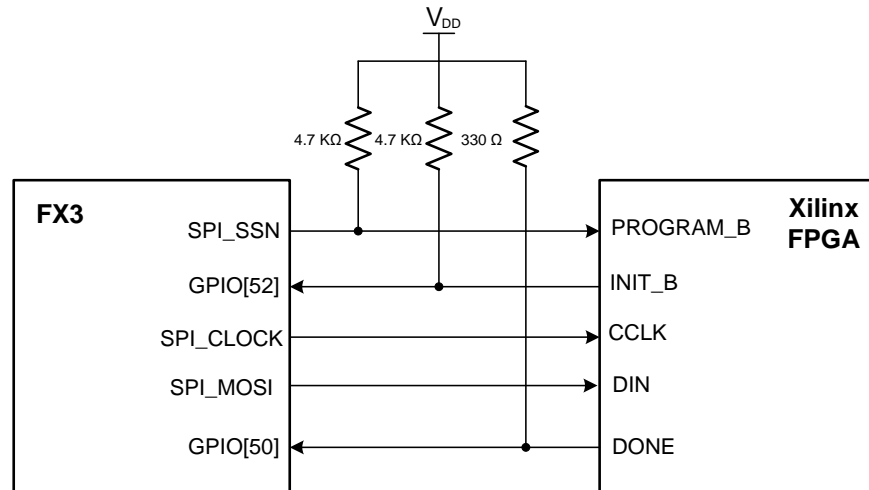 VDD
4.7 KΩ 4.7 KΩ 330 Ω
FX3
Xilinx
FPGA
SPI_SSN
PROGRAM_B
GPIO[52]
INIT_B
SPI_CLOCK
CCLK
SPI_MOSI
DIN
GPIO[50]
DONE